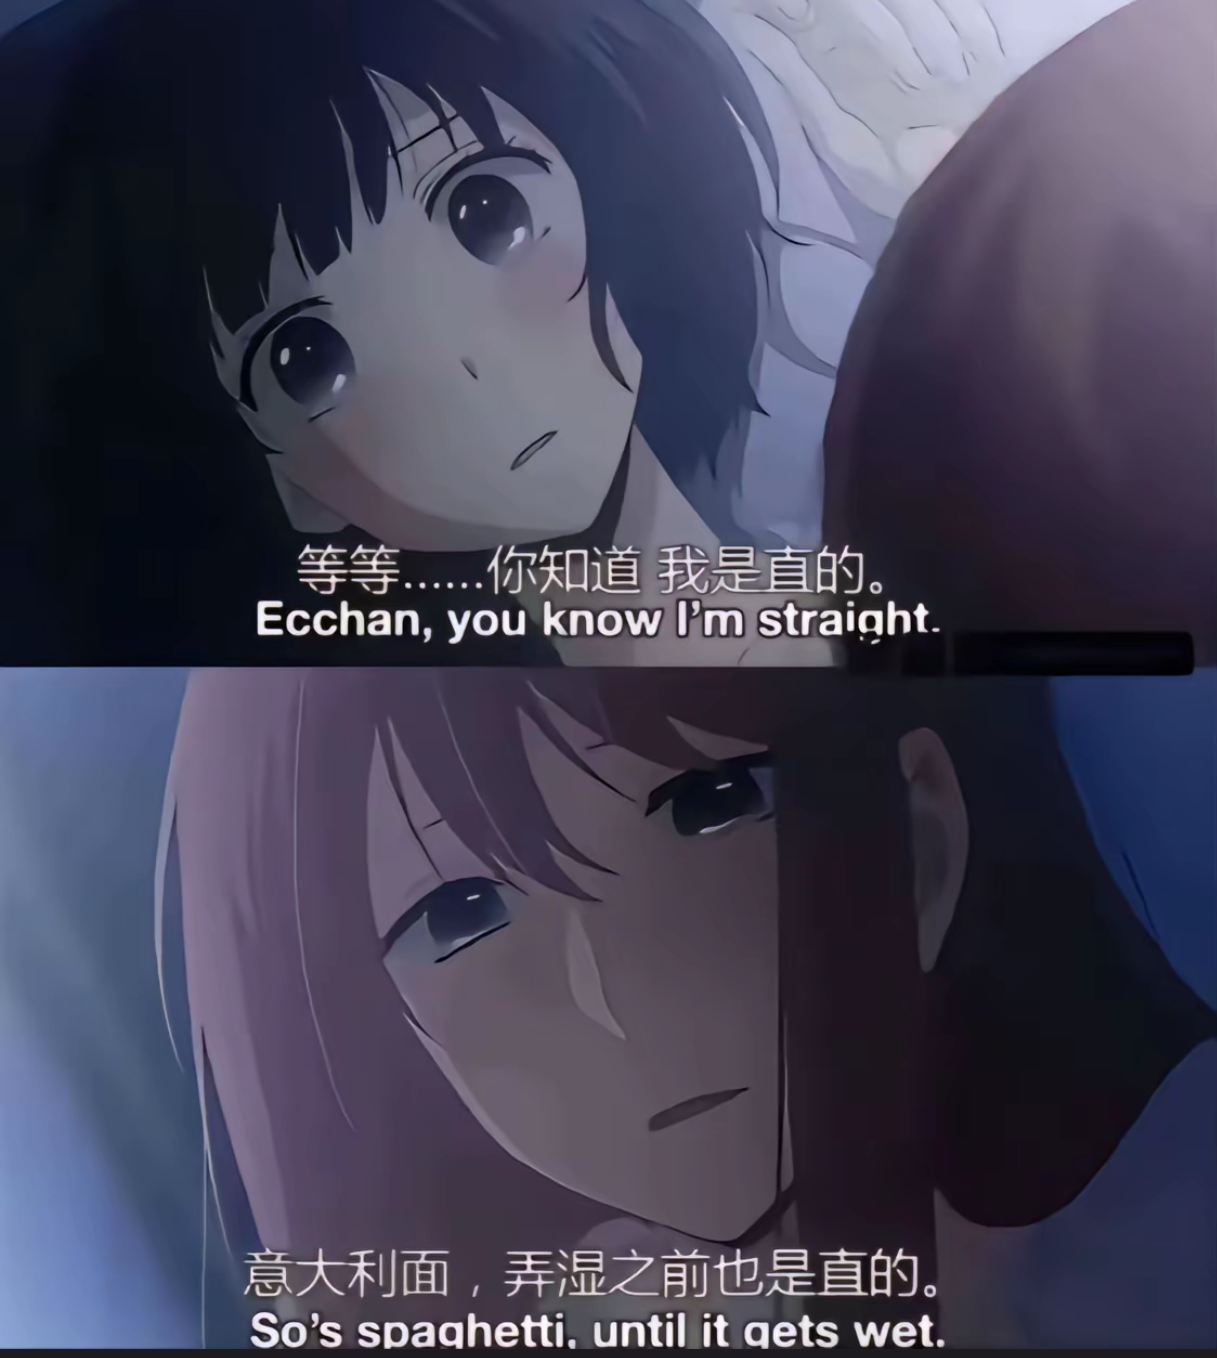 等等……你知道 我是直的。
Ecchan, you know I'm straight.
意大利面，弄湿之前也是直的。
So's spaghetti, until it gets wet.